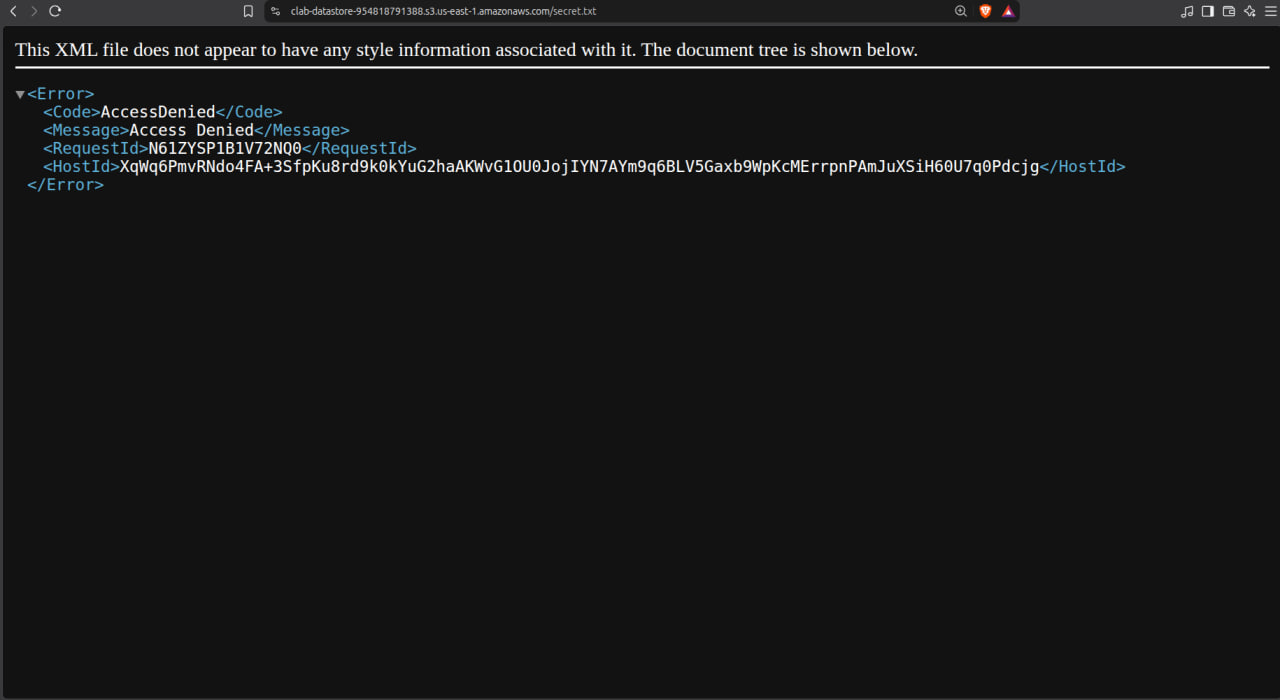 clab-datastore-954818791388.s3.us-east-1.amazonaws.com/secret.txt
This XML file does not appear to have any style information associated with it. The document tree is shown below.
<Error>
<Code>AccessDenied</Code>
<Message>Access Denied</Message>
<RequestId>N61ZYSP1B1V72NQ0</RequestId>
<HostId>XqWq6PmvRNdo4FA+3SfpKu8rd9k0kYuG2haAKWvG1OU0JojIYN7AYm9q6BLV5Gaxb9WpKcMErrpnPAmJuXSiH60U7q0Pdcjg</HostId>
</Error>